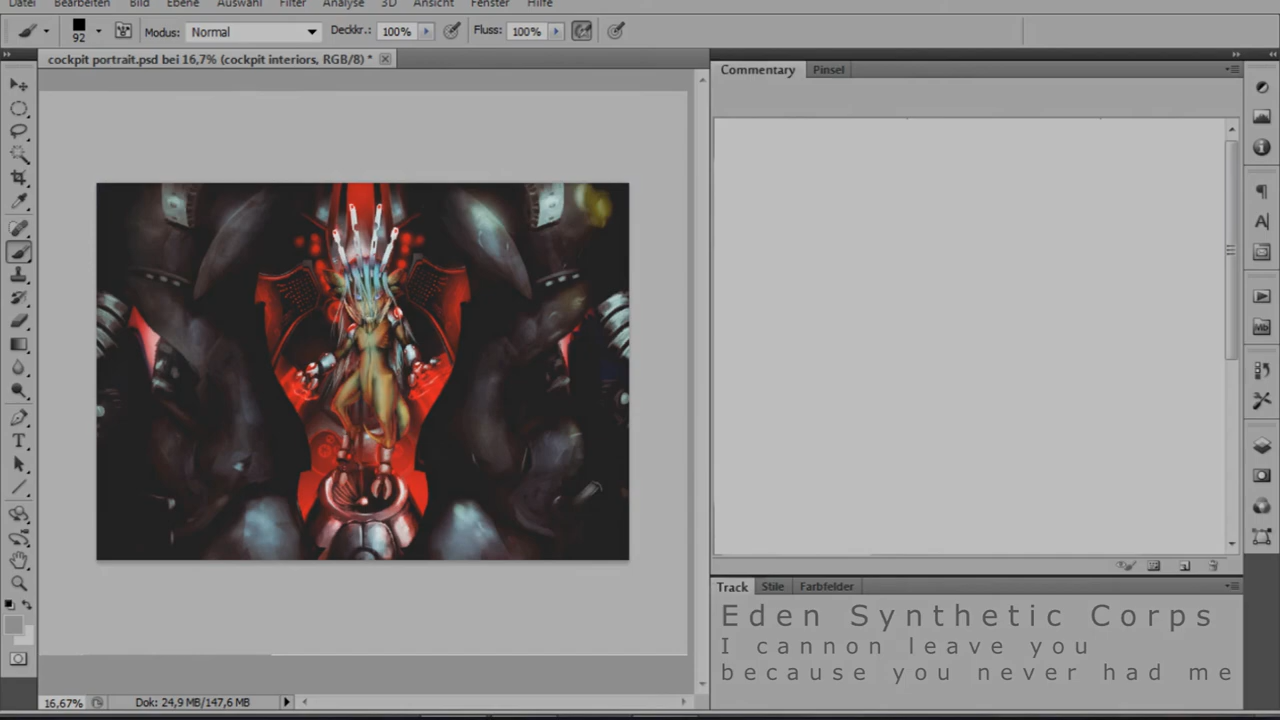 Datei Bearbeiten Bild Ebene Auswahl Filter Analyse 3D Ansicht Fenster Hilfe
92 Modus: Normal Deckkr.: 100% Fluss: 100%
cockpit portrait.psd bei 16,7% (cockpit interiors, RGB/8) *
Commentary Pinsel
Track Stile Farbfelder
Eden Synthetic Corps
I cannon leave you
because you never had me
16,67% Dok: 24,9 MB/147,6 MB